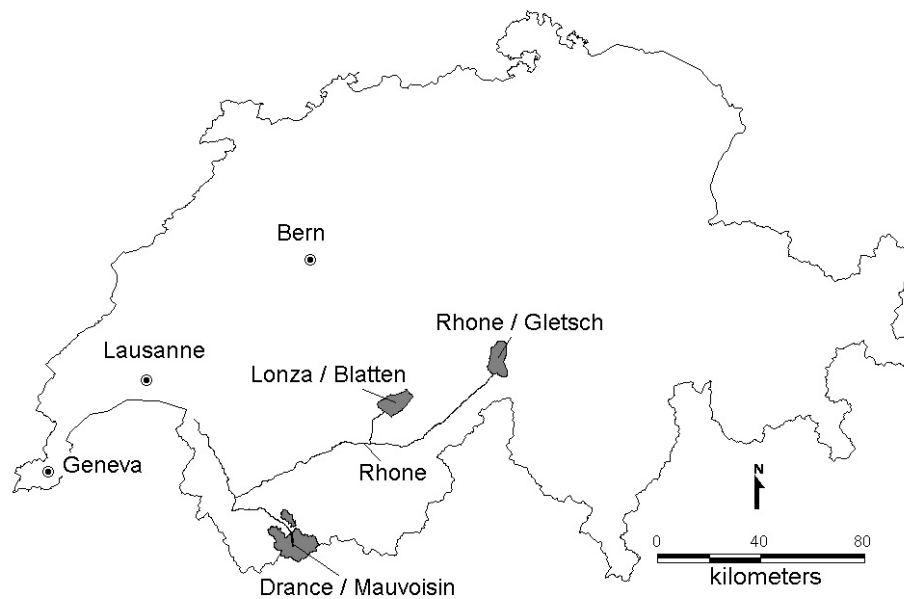 Bern
Rhone / Gletsch
Lausanne
Lonza / Blatten
Geneva
Rhone
N
0 40 80
kilometers
Drance / Mauvoisin